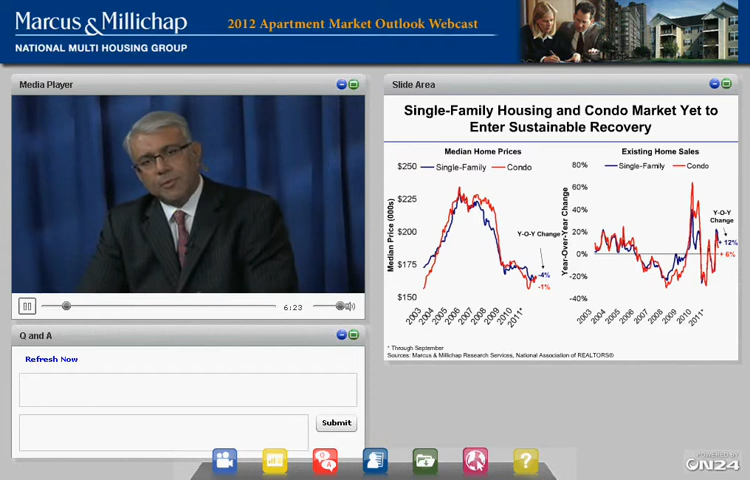 Marcus & Millichap
NATIONAL MULTI HOUSING GROUP
2012 Apartment Market Outlook Webcast
Media Player
6:23
Q and A
Refresh Now
Submit
Slide Area
Single-Family Housing and Condo Market Yet to
Enter Sustainable Recovery
Median Home Prices
Single-Family
Condo
Median Price (000s)
$250
$225
$200
$175
$150
Y-O-Y Change
-4%
-1%
2003
2004
2005
2006
2007
2008
2009
2010
2011*
Existing Home Sales
Single-Family
Condo
Year-Over-Year Change
80%
60%
40%
20%
0%
-20%
-40%
Y-O-Y
Change
+ 12%
+ 6%
2003
2004
2005
2006
2007
2008
2009
2010
2011*
* Through September
Sources: Marcus & Millichap Research Services, National Association of REALTORS®
Q
A
?
POWERED BY
ON24